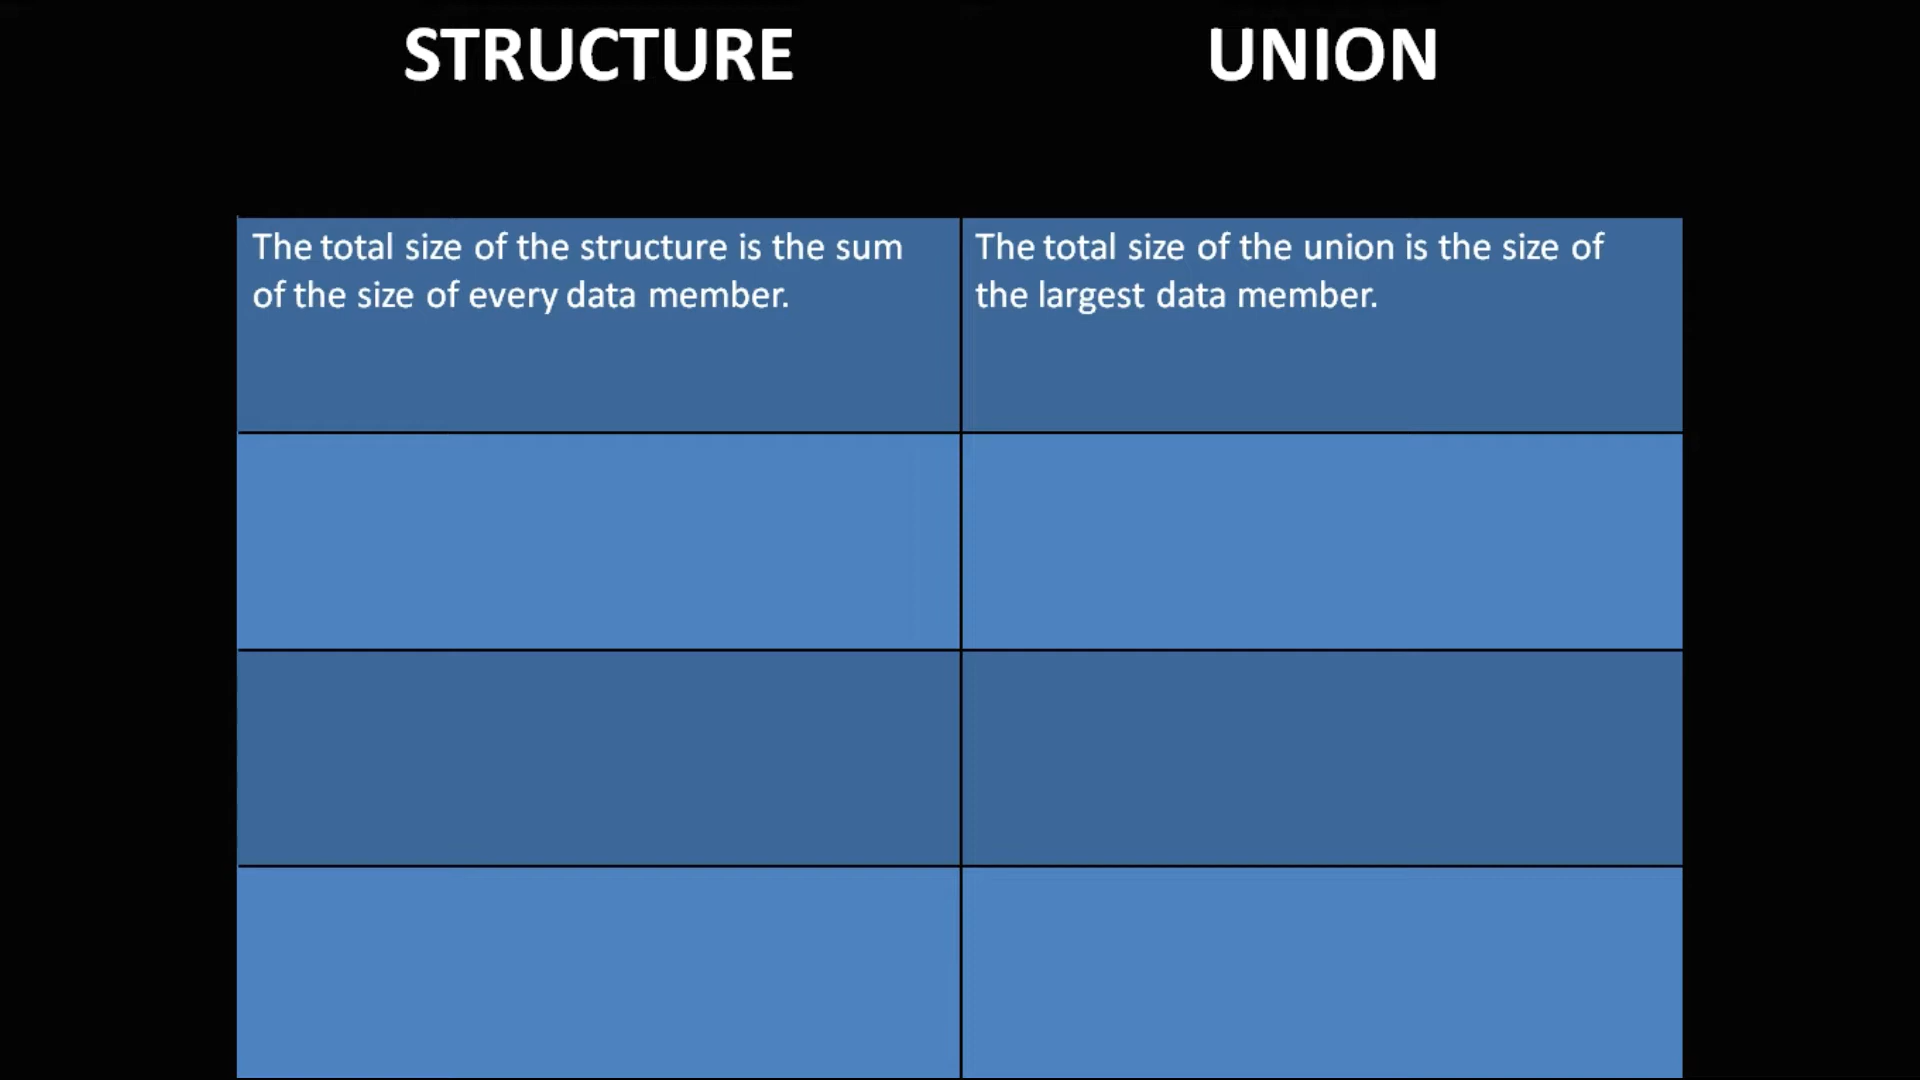 STRUCTURE
UNION
The total size of the structure is the sum
of the size of every data member.
The total size of the union is the size of
the largest data member.